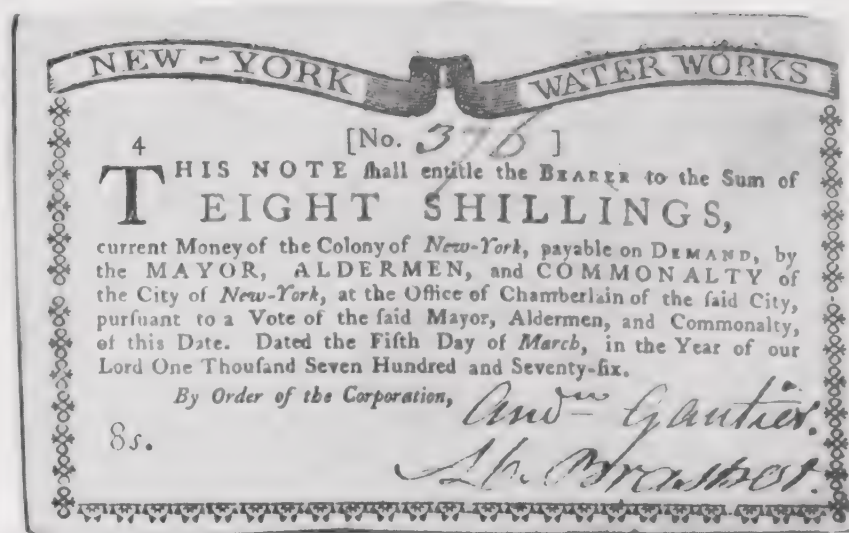 NEW ~ YORK WATER WORKS
[No. 376 ]
4
THIS NOTE ſhall entitle the BEARER to the Sum of
EIGHT SHILLINGS,
current Money of the Colony of New-York, payable on DEMAND, by
the MAYOR, ALDERMEN, and COMMONALTY of
the City of New-York, at the Office of Chamberlain of the ſaid City,
purſuant to a Vote of the ſaid Mayor, Aldermen, and Commonalty,
of this Date. Dated the Fifth Day of March, in the Year of our
Lord One Thouſand Seven Hundred and Seventy-ſix.
By Order of the Corporation,
Andw Gautier.
8s.